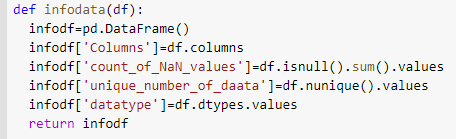 def infodata(df):
  infodf=pd.DataFrame()
  infodf['Columns']=df.columns
  infodf['count_of_NaN_values']=df.isnull().sum().values
  infodf['unique_number_of_daata']=df.nunique().values
  infodf['datatype']=df.dtypes.values
  return infodf